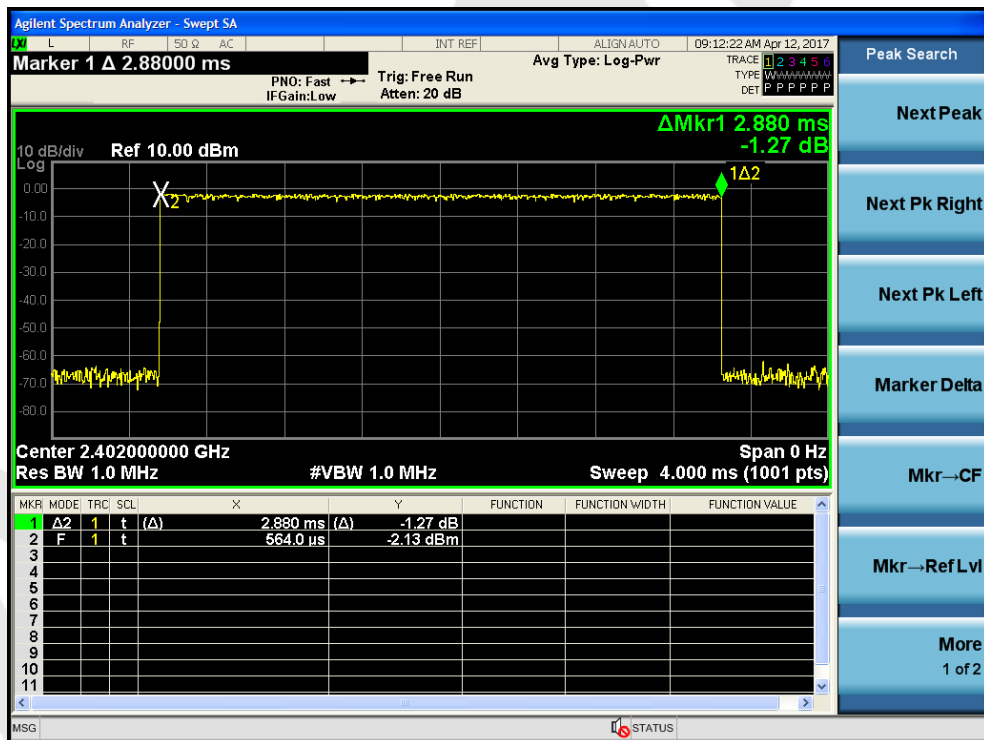 Agilent Spectrum Analyzer - Swept SA
LXI L RF 50 Ω AC INT REF ALIGNAUTO 09:12:22 AM Apr 12, 2017
Marker 1 Δ 2.88000 ms
PNO: Fast
IFGain:Low
Trig: Free Run
Atten: 20 dB
Avg Type: Log-Pwr
TRACE 1 2 3 4 5 6
TYPE WWWWWW
DET P P P P P P
ΔMkr1 2.880 ms
-1.27 dB
10 dB/div Ref 10.00 dBm
Log
0.00
-10.0
-20.0
-30.0
-40.0
-50.0
-60.0
-70.0
-80.0
X2
1Δ2
Center 2.402000000 GHz Span 0 Hz
Res BW 1.0 MHz #VBW 1.0 MHz Sweep 4.000 ms (1001 pts)
MKR MODE TRC SCL X Y FUNCTION FUNCTION WIDTH FUNCTION VALUE
1 Δ2 1 t (Δ) 2.880 ms (Δ) -1.27 dB
2 F 1 t 564.0 µs -2.13 dBm
3
4
5
6
7
8
9
10
11
MSG STATUS
Peak Search
Next Peak
Next Pk Right
Next Pk Left
Marker Delta
Mkr→CF
Mkr→Ref Lvl
More
1 of 2